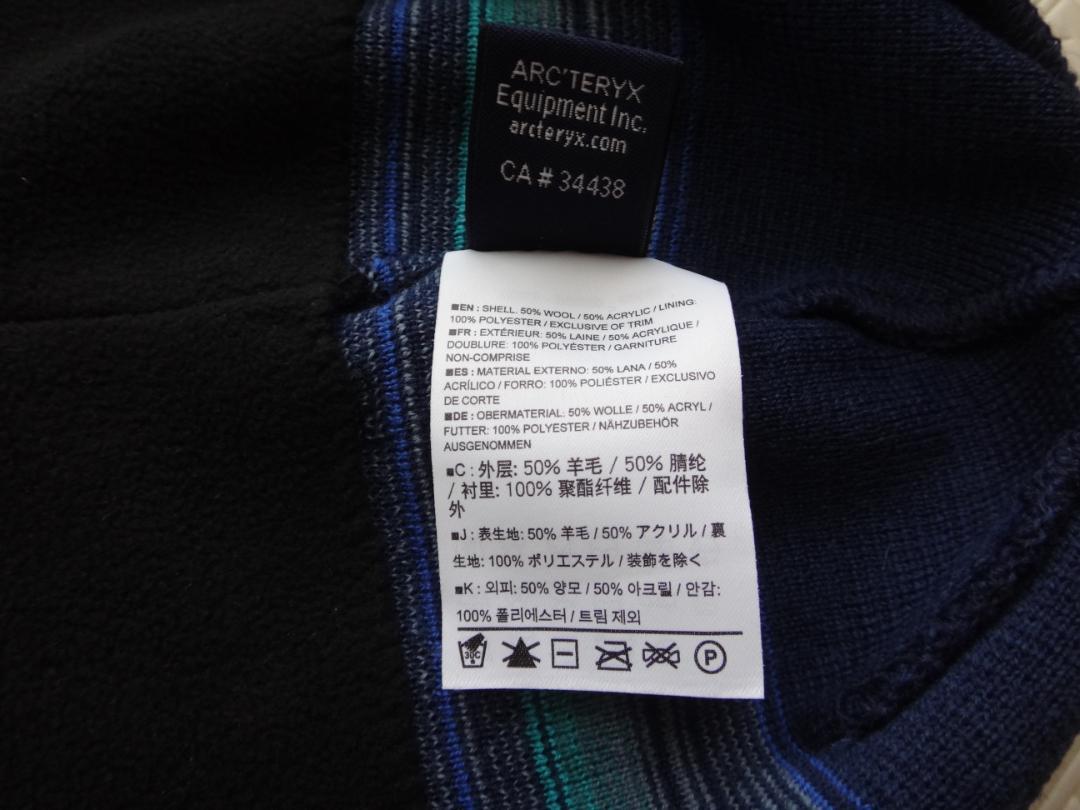 ARC'TERYX
Equipment Inc.
arcteryx.com
CA # 34438
■EN : SHELL: 50% WOOL / 50% ACRYLIC / LINING:
100% POLYESTER / EXCLUSIVE OF TRIM
■FR : EXTÉRIEUR: 50% LAINE / 50% ACRYLIQUE /
DOUBLURE: 100% POLYÉSTER / GARNITURE
NON-COMPRISE
■ES : MATERIAL EXTERNO: 50% LANA / 50%
ACRÍLICO / FORRO: 100% POLIÉSTER / EXCLUSIVO
DE CORTE
■DE : OBERMATERIAL: 50% WOLLE / 50% ACRYL /
FUTTER: 100% POLYESTER / NÄHZUBEHÖR
AUSGENOMMEN
■C : 外层: 50% 羊毛 / 50% 腈纶
/ 衬里: 100% 聚酯纤维 / 配件除
外
■J : 表生地: 50% 羊毛 / 50% アクリル / 裏
生地: 100% ポリエステル / 装飾を除く
■K : 외피: 50% 양모 / 50% 아크릴 / 안감:
100% 폴리에스터 / 트림 제외
30C P